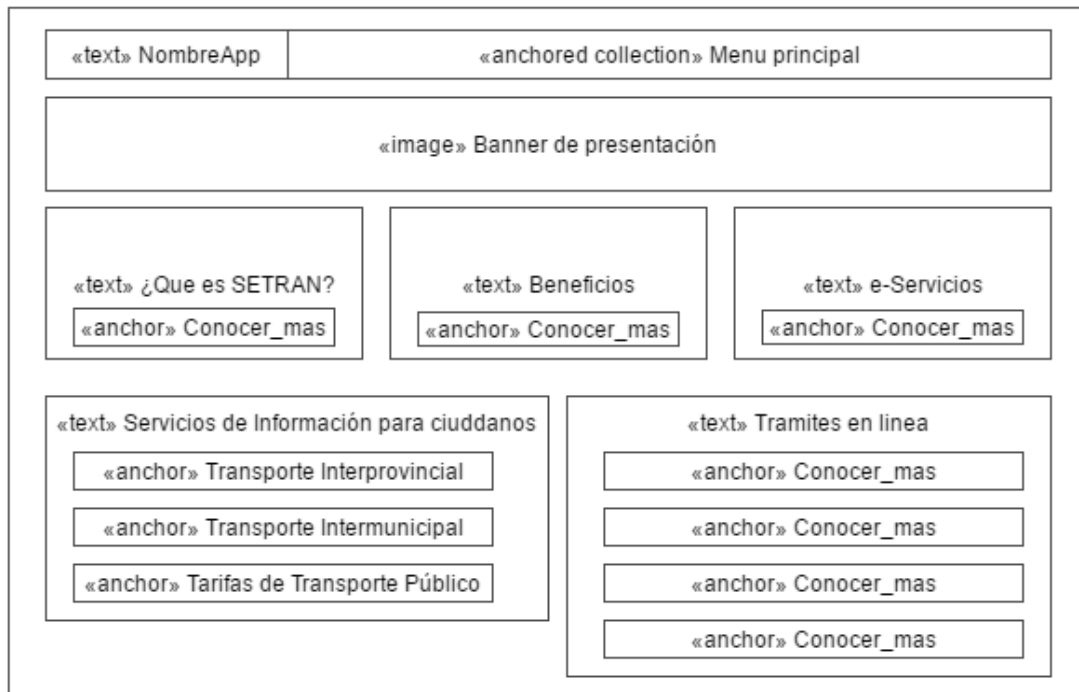 «text» NombreApp
«anchored collection» Menu principal
«image» Banner de presentación
«text» ¿Que es SETRAN?
«anchor» Conocer_mas
«text» Beneficios
«anchor» Conocer_mas
«text» e-Servicios
«anchor» Conocer_mas
«text» Servicios de Información para ciuddanos
«anchor» Transporte Interprovincial
«anchor» Transporte Intermunicipal
«anchor» Tarifas de Transporte Público
«text» Tramites en linea
«anchor» Conocer_mas
«anchor» Conocer_mas
«anchor» Conocer_mas
«anchor» Conocer_mas